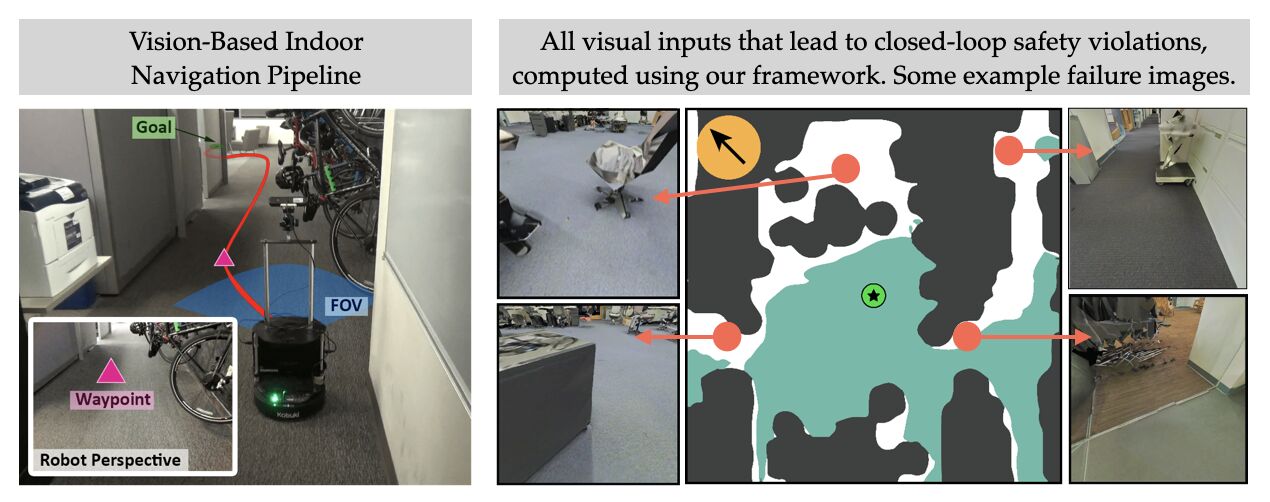 Vision-Based Indoor
Navigation Pipeline
All visual inputs that lead to closed-loop safety violations,
computed using our framework. Some example failure images.
Goal
FOV
Waypoint
Kobuki
Robot Perspective